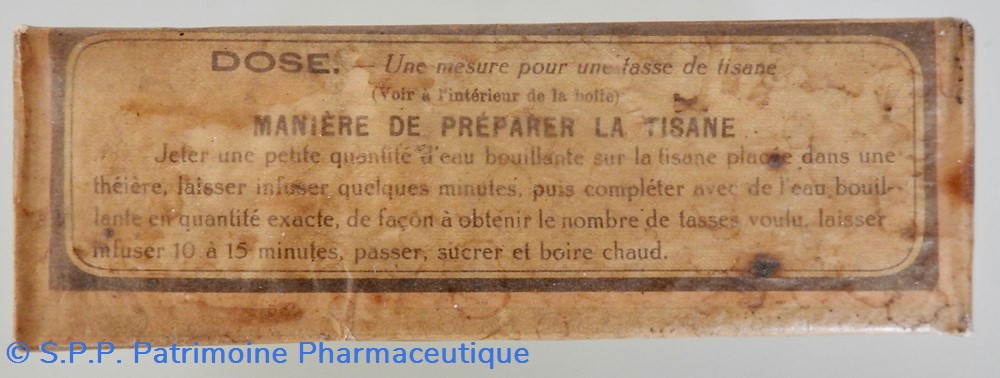 DOSE. — Une mesure pour une tasse de tisane
(Voir à l'intérieur de la boîte)
MANIÈRE DE PRÉPARER LA TISANE
Jeter une petite quantité d'eau bouillante sur la tisane placée dans une
théière, laisser infuser quelques minutes, puis compléter avec de l'eau bouil-
lante en quantité exacte, de façon à obtenir le nombre de tasses voulu, laisser
infuser 10 à 15 minutes, passer, sucrer et boire chaud.
© S.P.P. Patrimoine Pharmaceutique